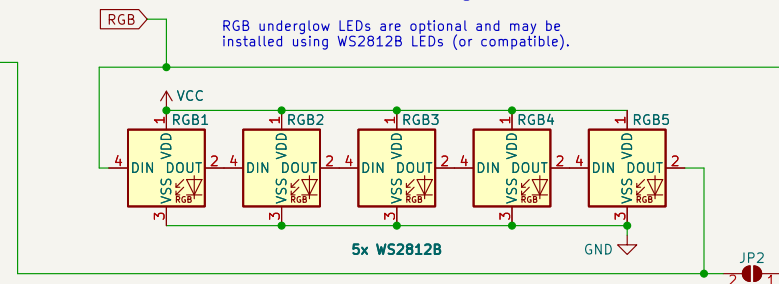 RGB
RGB underglow LEDs are optional and may be
installed using WS2812B LEDs (or compatible).
VCC
1 RGB1 1 RGB2 1 RGB3 1 RGB4 1 RGB5
VDD VDD VDD VDD VDD
4 DIN DOUT 2 4 DIN DOUT 2 4 DIN DOUT 2 4 DIN DOUT 2 4 DIN DOUT 2
VSS RGB VSS RGB VSS RGB VSS RGB VSS RGB
3 3 3 3 3
5x WS2812B
GND
JP2
2 1